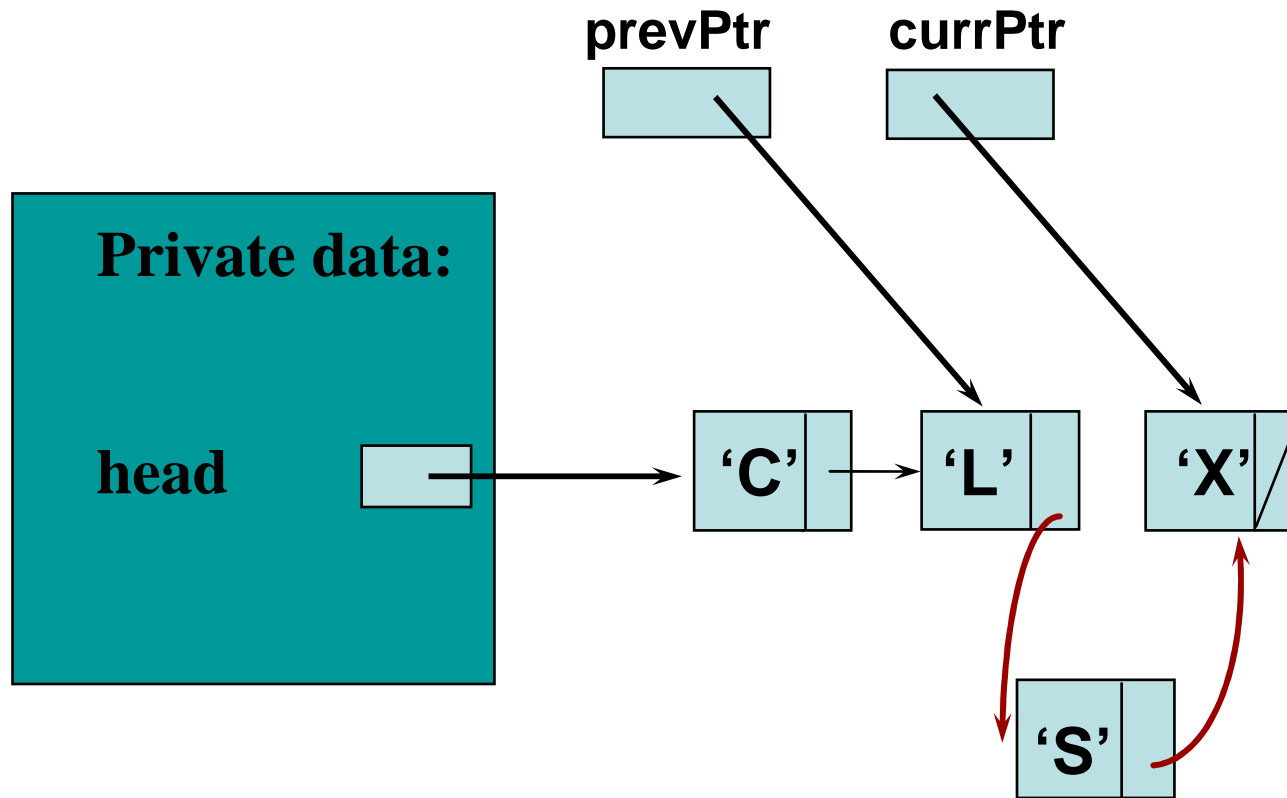 prevPtr currPtr
Private data:
head
‘C’ ‘L’ ‘X’
‘S’